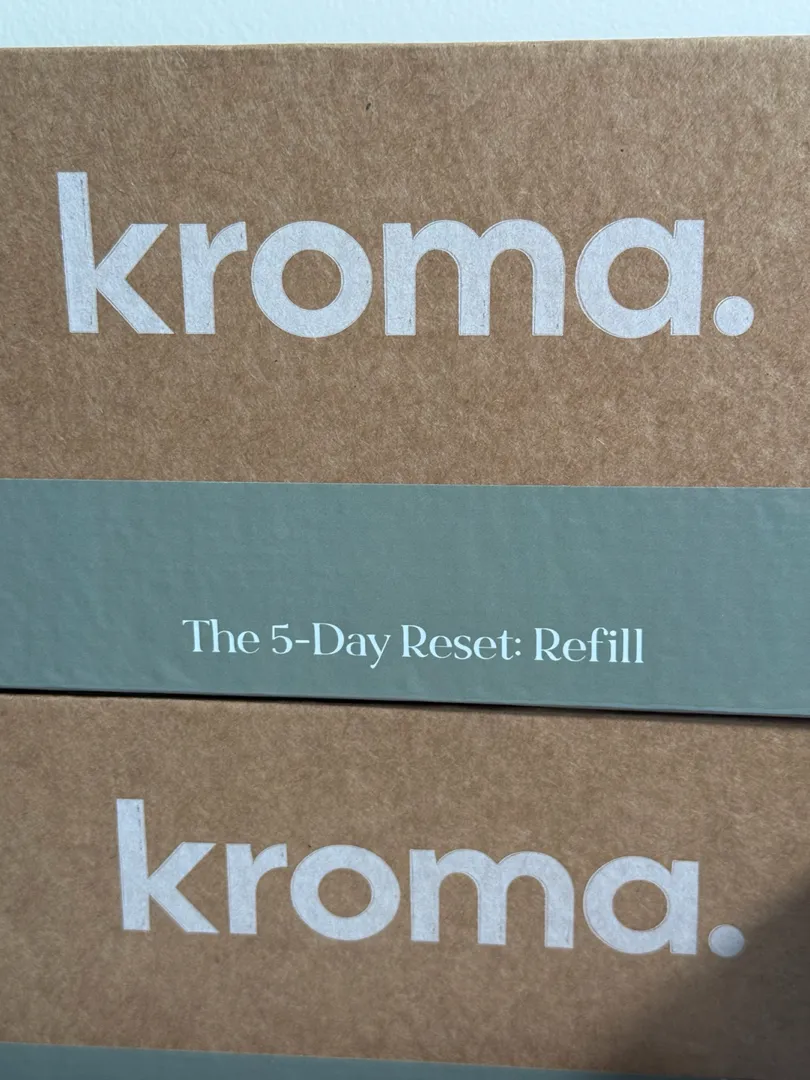 kroma.
The 5-Day Reset: Refill
kroma.